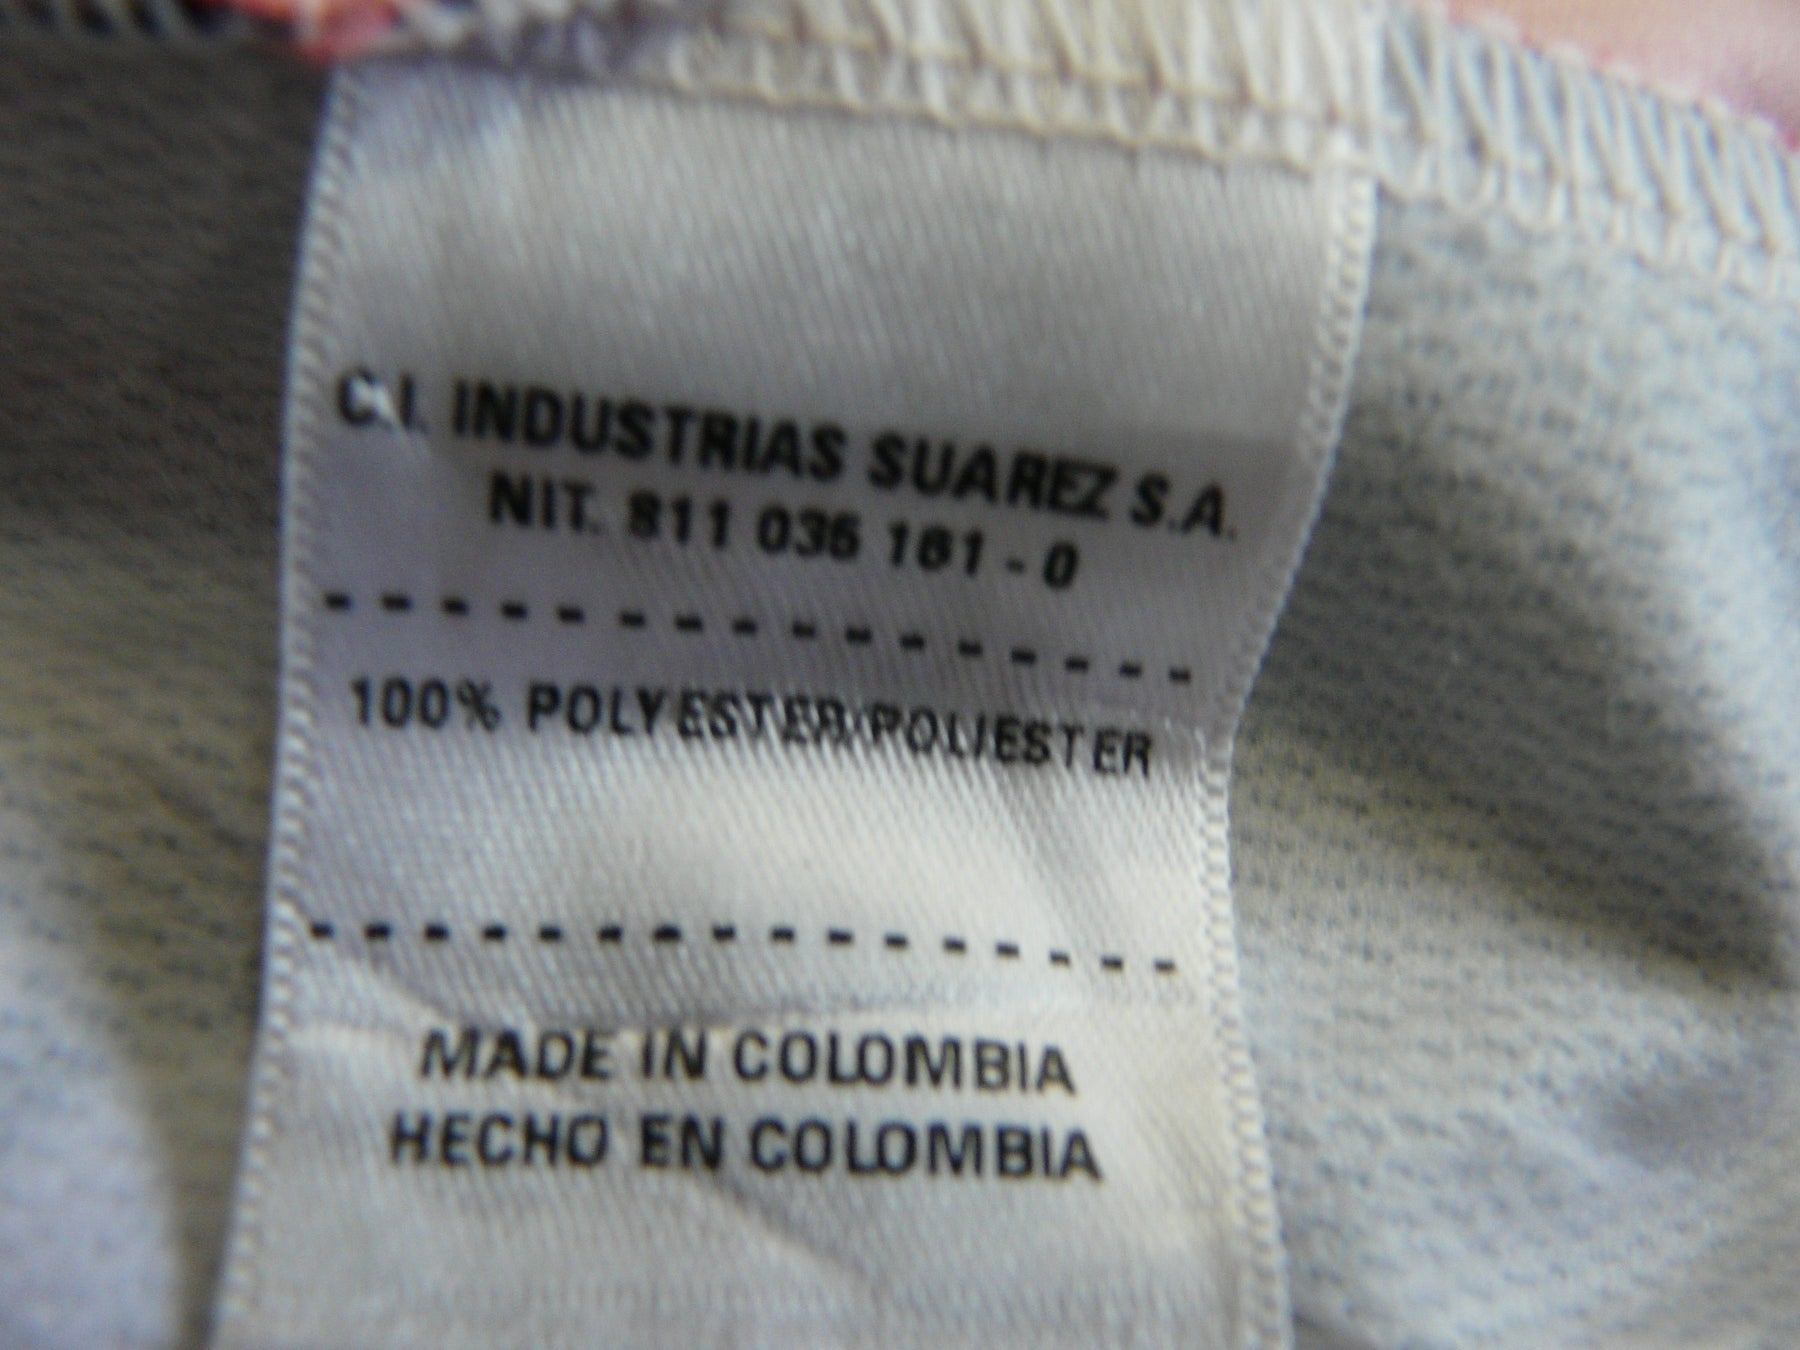 C.I. INDUSTRIAS SUAREZ S.A.
NIT. 811 036 161 - 0
100% POLYESTER/POLIESTER
MADE IN COLOMBIA
HECHO EN COLOMBIA